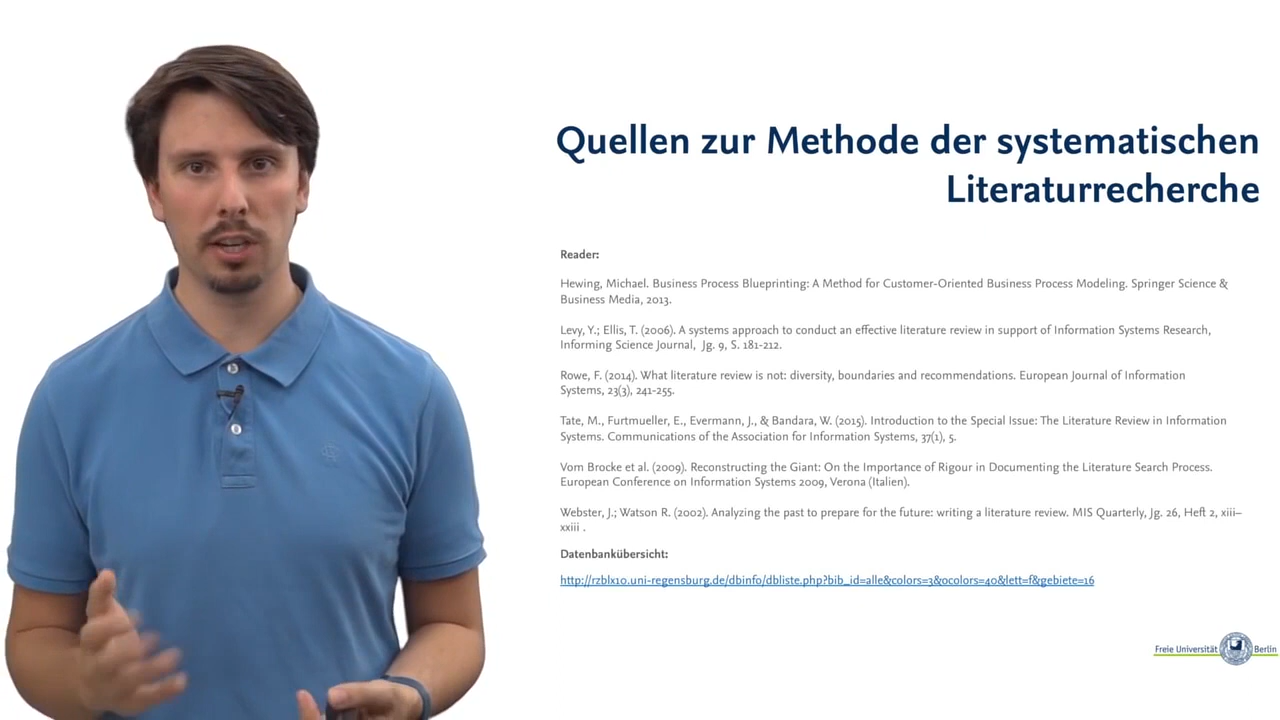 Quellen zur Methode der systematischen
Literaturrecherche
Reader:
Hewing, Michael. Business Process Blueprinting: A Method for Customer-Oriented Business Process Modeling. Springer Science &
Business Media, 2013.
Levy, Y.; Ellis, T. (2006). A systems approach to conduct an effective literature review in support of Information Systems Research,
Informing Science Journal, Jg. 9, S. 181-212.
Rowe, F. (2014). What literature review is not: diversity, boundaries and recommendations. European Journal of Information
Systems, 23(3), 241-255.
Tate, M., Furtmueller, E., Evermann, J., & Bandara, W. (2015). Introduction to the Special Issue: The Literature Review in Information
Systems. Communications of the Association for Information Systems, 37(1), 5.
Vom Brocke et al. (2009). Reconstructing the Giant: On the Importance of Rigour in Documenting the Literature Search Process.
European Conference on Information Systems 2009, Verona (Italien).
Webster, J.; Watson R. (2002). Analyzing the past to prepare for the future: writing a literature review. MIS Quarterly, Jg. 26, Heft 2, xiii–
xxiii .
Datenbankübersicht:
http://rzblx10.uni-regensburg.de/dbinfo/dbliste.php?bib_id=alle&colors=3&ocolors=40&lett=f&gebiete=16
Freie Universität Berlin